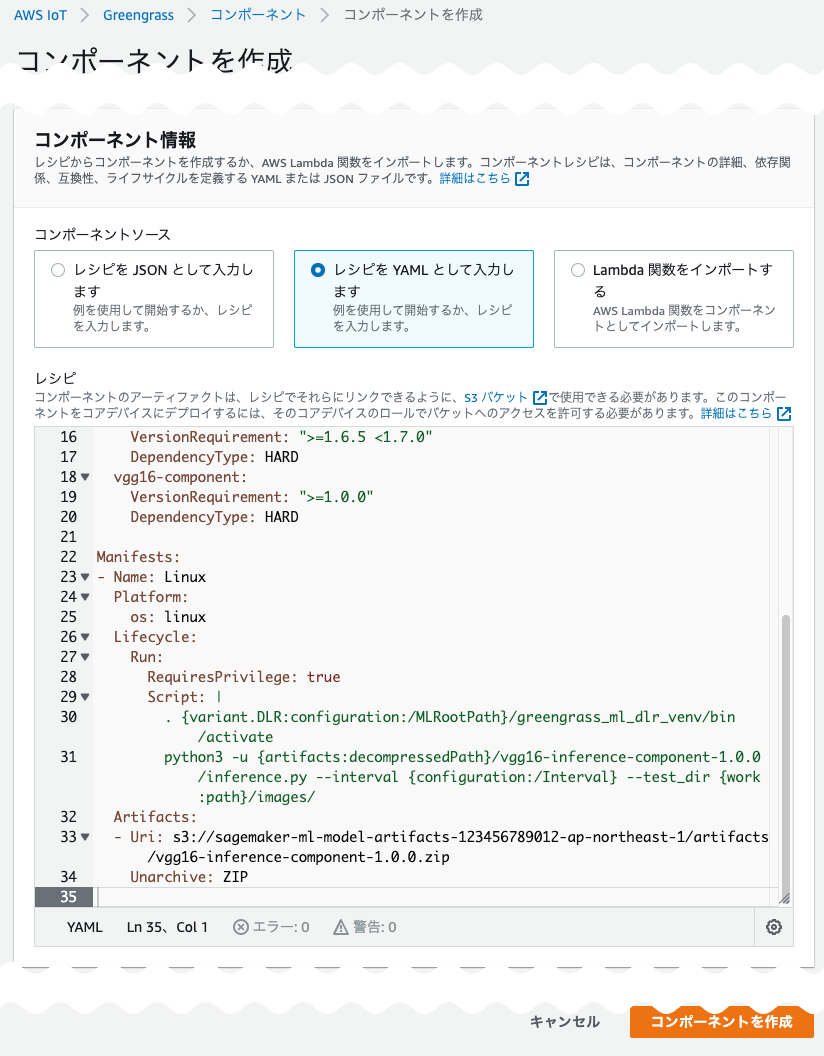 AWS IoT > Greengrass > コンポーネント > コンポーネントを作成
コンポーネントを作成
コンポーネント情報
レシピからコンポーネントを作成するか、AWS Lambda 関数をインポートします。コンポーネントレシピは、コンポーネントの詳細、依存関
係、互換性、ライフサイクルを定義する YAML または JSON ファイルです。詳細はこちら
コンポーネントソース
レシピを JSON として入力し
ます
例を使用して開始するか、レシピ
を入力します。
レシピを YAML として入力し
ます
例を使用して開始するか、レシピ
を入力します。
Lambda 関数をインポートす
る
AWS Lambda 関数をコンポーネン
トとしてインポートします。
レシピ
コンポーネントのアーティファクトは、レシピでそれらにリンクできるように、S3 バケット で使用できる必要があります。このコンポー
ネントをコアデバイスにデプロイするには、そのコアデバイスのロールでバケットへのアクセスを許可する必要があります。詳細はこちら
16 VersionRequirement: ">=1.6.5 <1.7.0"
17 DependencyType: HARD
18 vgg16-component:
19 VersionRequirement: ">=1.0.0"
20 DependencyType: HARD
21
22 Manifests:
23 - Name: Linux
24 Platform:
25 os: linux
26 Lifecycle:
27 Run:
28 RequiresPrivilege: true
29 Script: |
30 . {variant.DLR:configuration:/MLRootPath}/greengrass_ml_dlr_venv/bin
/activate
31 python3 -u {artifacts:decompressedPath}/vgg16-inference-component-1.0.0
/inference.py --interval {configuration:/Interval} --test_dir {work
:path}/images/
32 Artifacts:
33 - Uri: s3://sagemaker-ml-model-artifacts-123456789012-ap-northeast-1/artifacts
/vgg16-inference-component-1.0.0.zip
34 Unarchive: ZIP
35
YAML Ln 35、Col 1 エラー: 0 警告: 0
キャンセル コンポーネントを作成